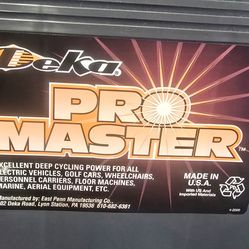 Deka®
PRO
MASTER™
EXCELLENT DEEP CYCLING POWER FOR ALL
ELECTRIC VEHICLES, GOLF CARS, WHEELCHAIRS,
PERSONNEL CARRIERS, FLOOR MACHINES,
MARINE, AERIAL EQUIPMENT, ETC.
MADE IN
U.S.A.
With US And
Imported Materials
Manufactured by: East Penn Manufacturing Co.
02 Deka Road, Lyon Station, PA 19536 610-682-6361